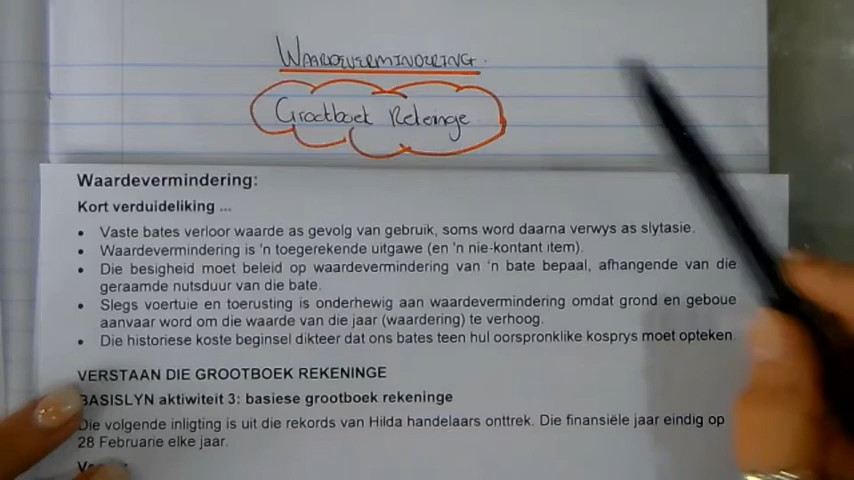 WAARDEVERMINDERING
Grootboek Rekeninge
Waardevermindering:
Kort verduideliking ...
• Vaste bates verloor waarde as gevolg van gebruik, soms word daarna verwys as slytasie.
• Waardevermindering is 'n toegerekende uitgawe (en 'n nie-kontant item).
• Die besigheid moet beleid op waardevermindering van 'n bate bepaal, afhangende van die
geraamde nutsduur van die bate.
• Slegs voertuie en toerusting is onderhewig aan waardevermindering omdat grond en geboue
aanvaar word om die waarde van die jaar (waardering) te verhoog.
• Die historiese koste beginsel dikteer dat ons bates teen hul oorspronklike kosprys moet opteken.
VERSTAAN DIE GROOTBOEK REKENINGE
BASISLYN aktiwiteit 3: basiese grootboek rekeninge
Die volgende inligting is uit die rekords van Hilda handelaars onttrek. Die finansiële jaar eindig op
28 Februarie elke jaar.